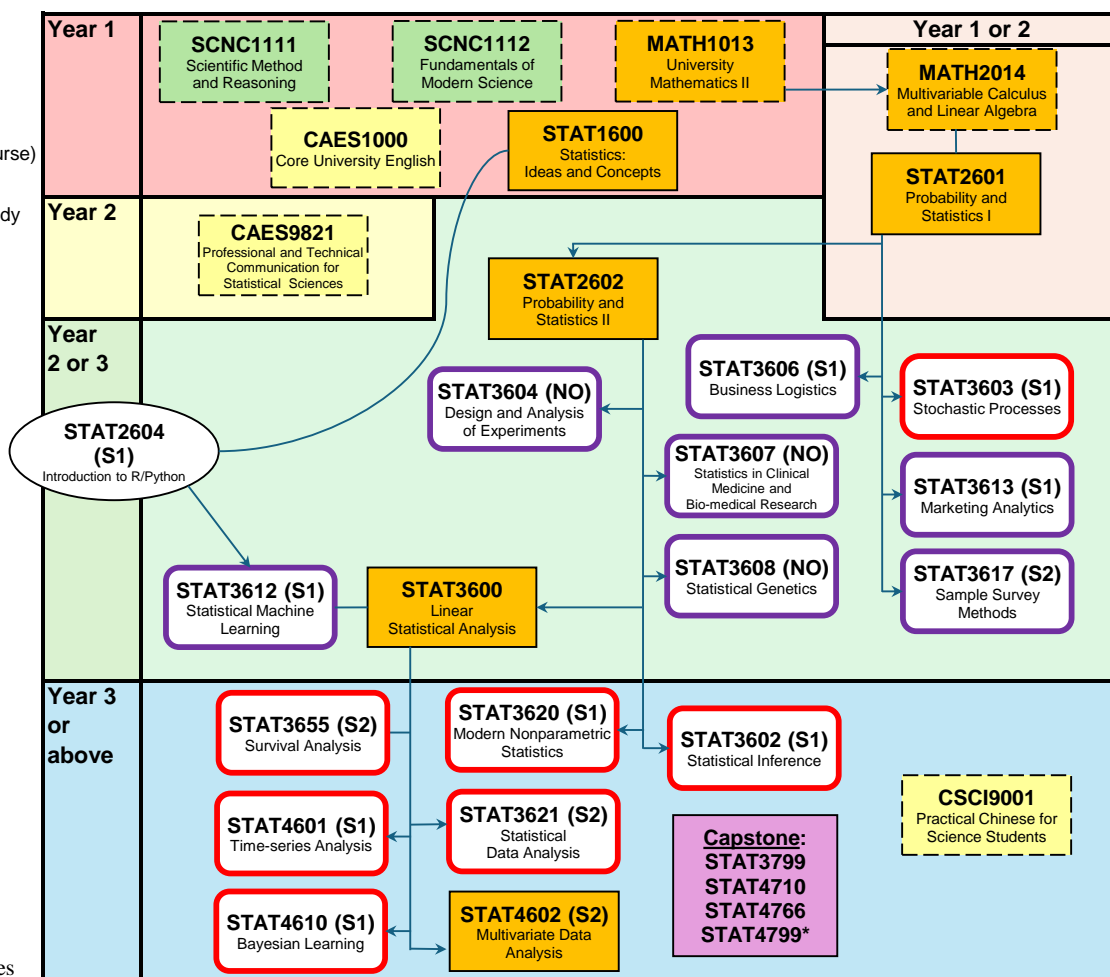 Year 1
SCNC1111
Scientific Method
and Reasoning
SCNC1112
Fundamentals of
Modern Science
MATH1013
University
Mathematics II
Year 1 or 2
MATH2014
Multivariable Calculus
and Linear Algebra
CAES1000
Core University English
STAT1600
Statistics:
Ideas and Concepts
urse)
STAT2601
Probability and
Statistics I
dy
Year 2
CAES9821
Professional and Technical
Communication for
Statistical Sciences
STAT2602
Probability and
Statistics II
Year
2 or 3
STAT3604 (NO)
Design and Analysis
of Experiments
STAT3606 (S1)
Business Logistics
STAT3603 (S1)
Stochastic Processes
STAT2604
(S1)
Introduction to R/Python
STAT3607 (NO)
Statistics in Clinical
Medicine and
Bio-medical Research
STAT3613 (S1)
Marketing Analytics
STAT3612 (S1)
Statistical Machine
Learning
STAT3600
Linear
Statistical Analysis
STAT3608 (NO)
Statistical Genetics
STAT3617 (S2)
Sample Survey
Methods
Year 3
or
above
STAT3655 (S2)
Survival Analysis
STAT3620 (S1)
Modern Nonparametric
Statistics
STAT3602 (S1)
Statistical Inference
STAT4601 (S1)
Time-series Analysis
STAT3621 (S2)
Statistical
Data Analysis
Capstone:
STAT3799
STAT4710
STAT4766
STAT4799*
CSCI9001
Practical Chinese for
Science Students
STAT4610 (S1)
Bayesian Learning
STAT4602 (S2)
Multivariate Data
Analysis
es